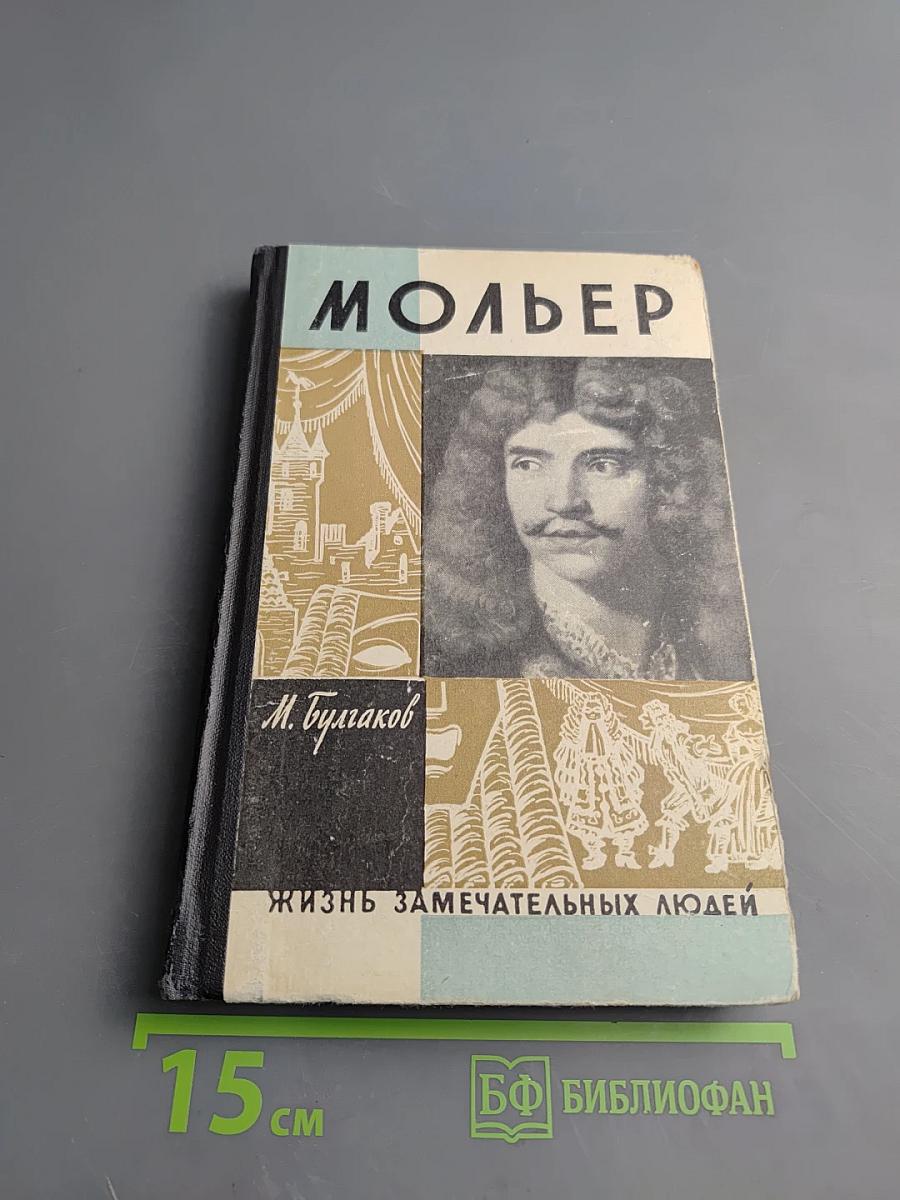 МОЛЬЕР
М. Булгаков
ЖИЗНЬ ЗАМЕЧАТЕЛЬНЫХ ЛЮДЕЙ
15 см
БФ БИБЛИОФАН